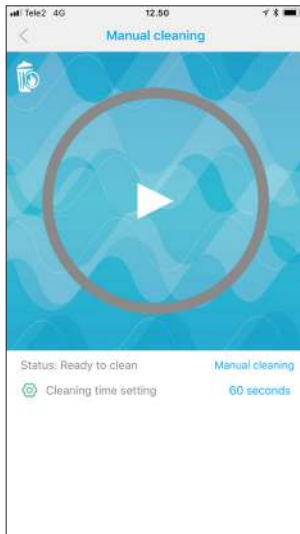 Tele2 4G 12.50
Manual cleaning
Status: Ready to clean Manual cleaning
Cleaning time setting 60 seconds